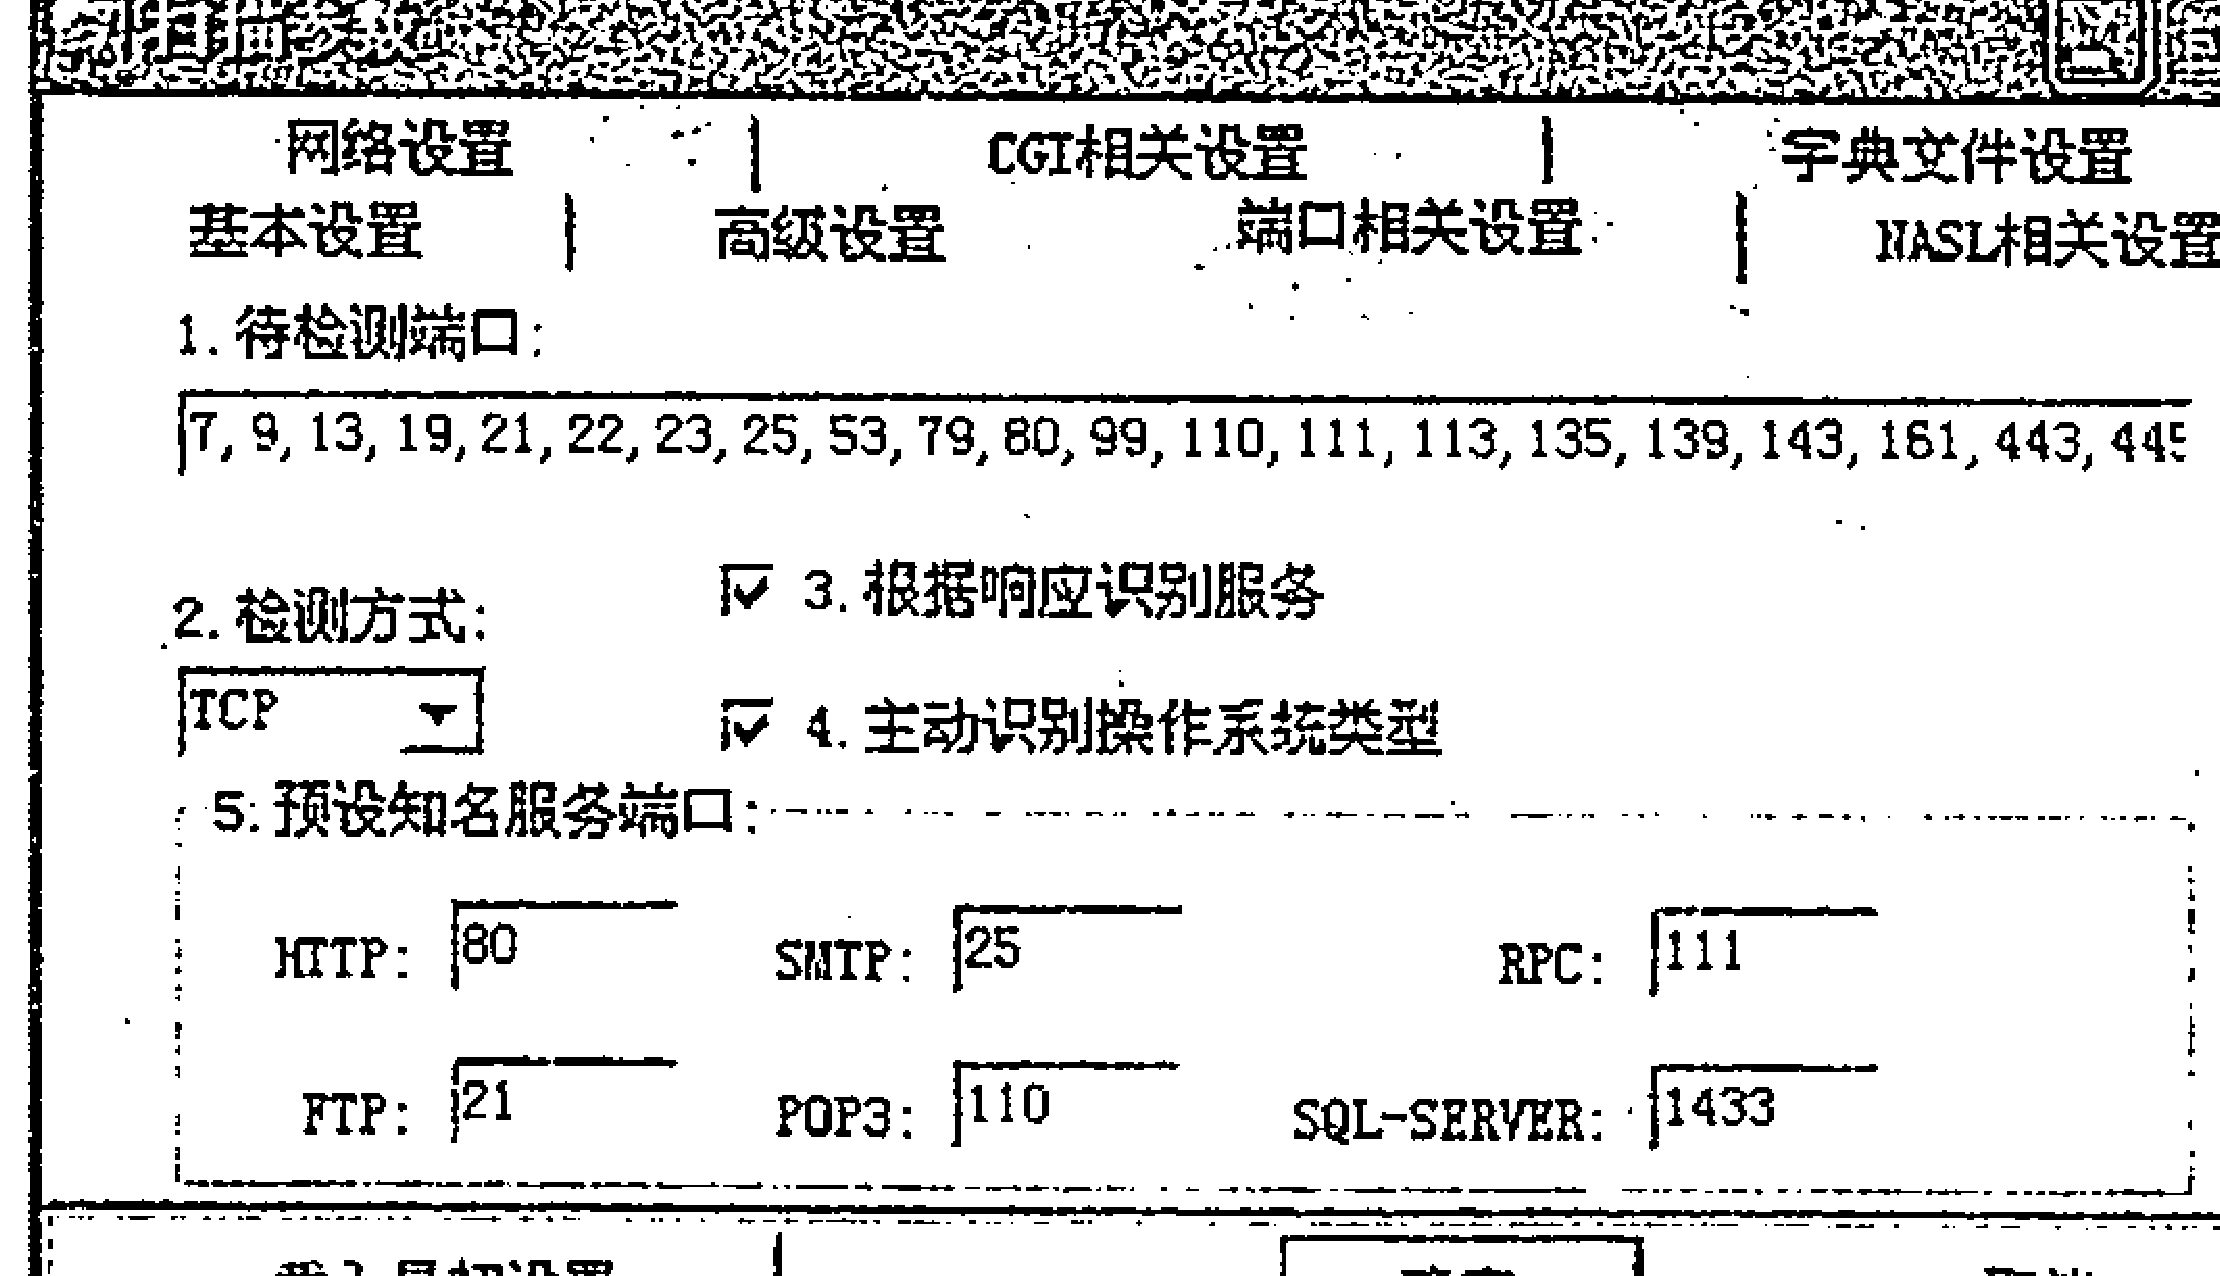 扫描参数
网络设置 CGI相关设置 字典文件设置
基本设置 高级设置 端口相关设置 NASL相关设置
1. 待检测端口:
7, 9, 13, 19, 21, 22, 23, 25, 53, 79, 80, 99, 110, 111, 113, 135, 139, 143, 161, 443, 445
2. 检测方式: 3. 根据响应识别服务
TCP 4. 主动识别操作系统类型
5: 预设知名服务端口:
HTTP: 80 SMTP: 25 RPC: 111
FTP: 21 POP3: 110 SQL-SERVER: 1433